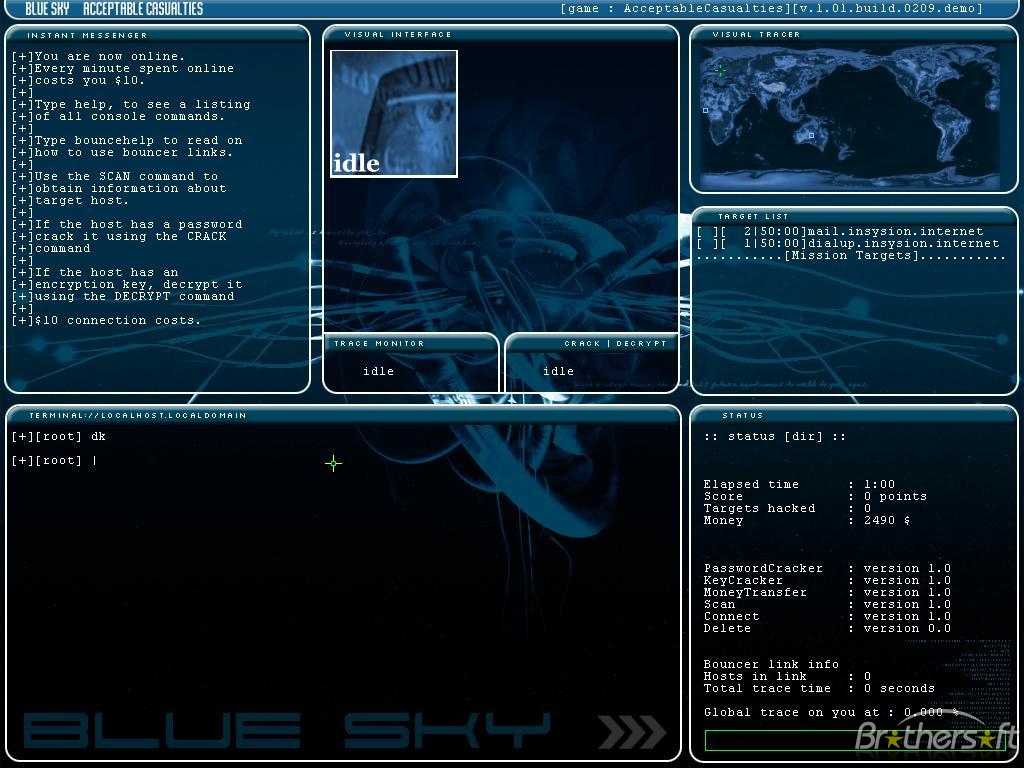 BLUE SKY ACCEPTABLE CASUALTIES
[game : AcceptableCasualties][v.1.01.build.0209.demo]
INSTANT MESSENGER
[+]You are now online.
[+]Every minute spent online
[+]costs you $10.
[+]
[+]Type help, to see a listing
[+]of all console commands.
[+]
[+]Type bouncehelp to read on
[+]how to use bouncer links.
[+]
[+]Use the SCAN command to
[+]obtain information about
[+]target host.
[+]
[+]If the host has a password
[+]crack it using the CRACK
[+]command
[+]
[+]If the host has an
[+]encryption key, decrypt it
[+]using the DECRYPT command
[+]
[+]$10 connection costs.
VISUAL INTERFACE
idle
TRACE MONITOR
idle
CRACK | DECRYPT
idle
VISUAL TRACER
TARGET LIST
[ ][  2|50:00]mail.insysion.internet
[ ][  1|50:00]dialup.insysion.internet
...........[Mission Targets]...........
TERMINAL://LOCALHOST.LOCALDOMAIN
[+][root] dk
[+][root] |
BLUE SKY
STATUS
:: status [dir] ::
Elapsed time : 1:00
Score : 0 points
Targets hacked : 0
Money : 2490 $
PasswordCracker : version 1.0
KeyCracker : version 1.0
MoneyTransfer : version 1.0
Scan : version 1.0
Connect : version 1.0
Delete : version 0.0
Bouncer link info
Hosts in link : 0
Total trace time : 0 seconds
Global trace on you at : 0.000 %
Brothersoft